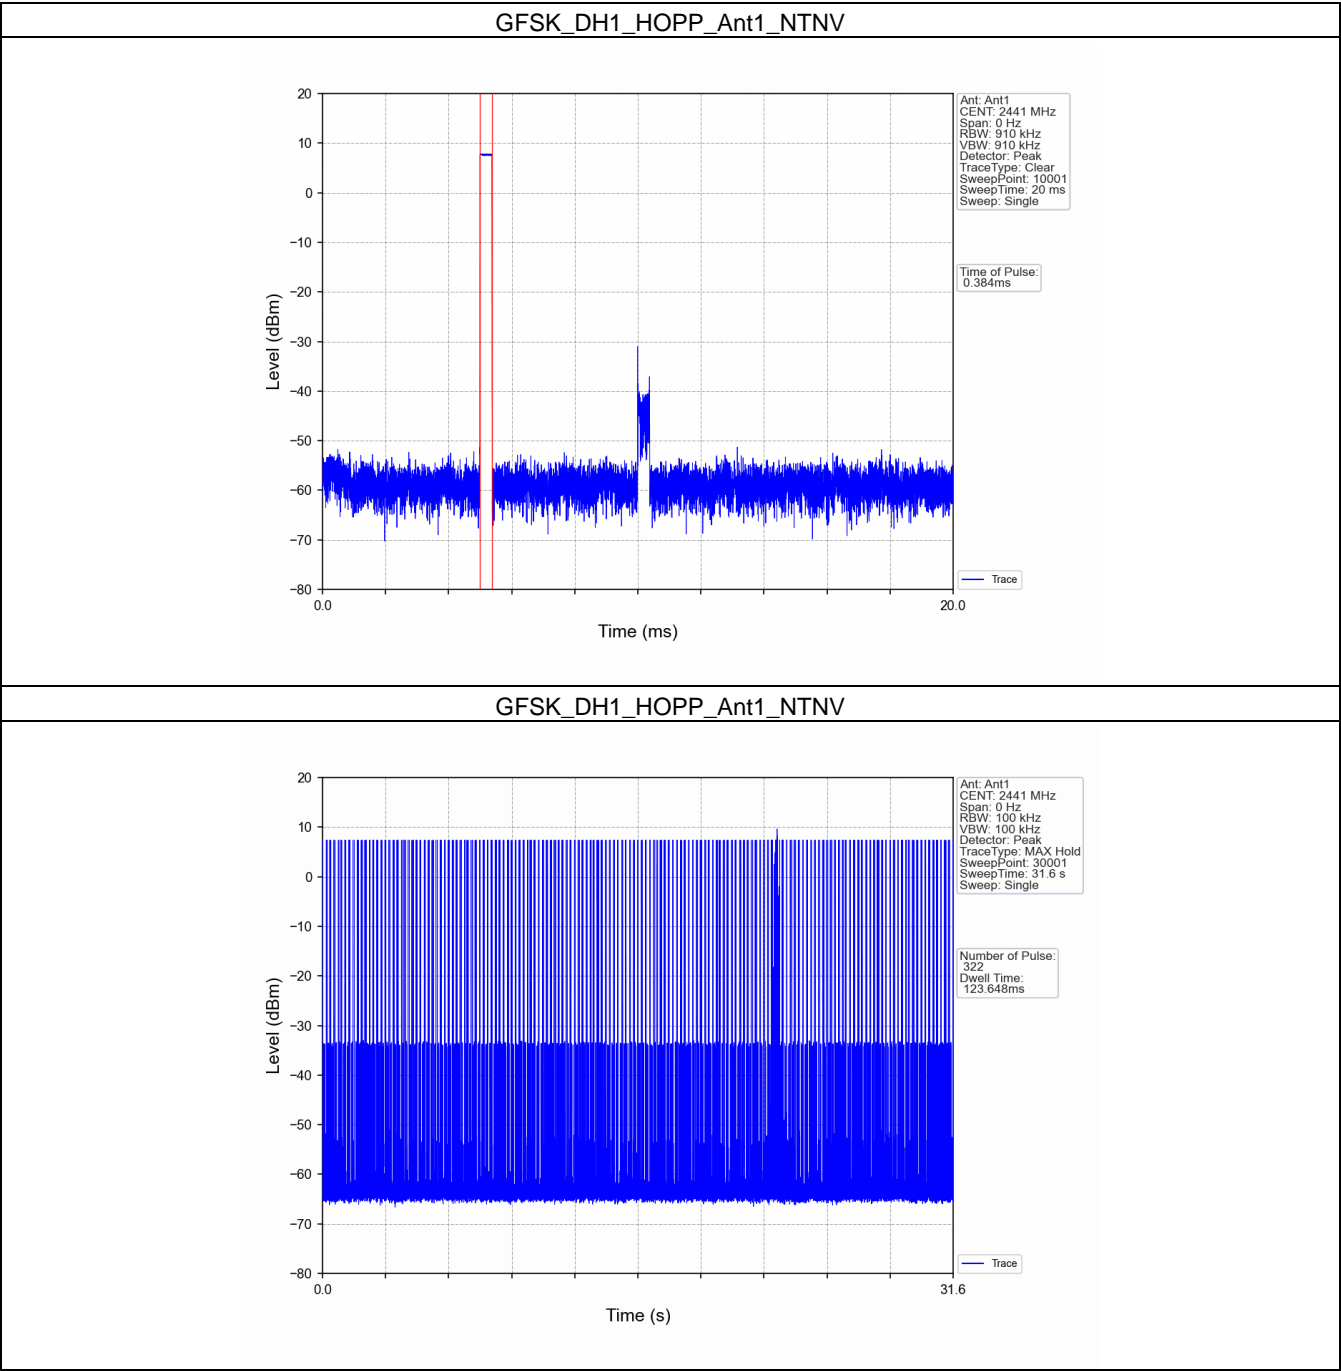 GFSK_DH1_HOPP_Ant1_NTNV
20
10
0
−10
−20
−30
−40
−50
−60
−70
−80
Level (dBm)
0.0
20.0
Time (ms)
Ant: Ant1
CENT: 2441 MHz
Span: 0 Hz
RBW: 910 kHz
VBW: 910 kHz
Detector: Peak
TraceType: Clear
SweepPoint: 10001
SweepTime: 20 ms
Sweep: Single
Time of Pulse:
0.384ms
Trace
GFSK_DH1_HOPP_Ant1_NTNV
20
10
0
−10
−20
−30
−40
−50
−60
−70
−80
Level (dBm)
0.0
31.6
Time (s)
Ant: Ant1
CENT: 2441 MHz
Span: 0 Hz
RBW: 100 kHz
VBW: 100 kHz
Detector: Peak
TraceType: MAX Hold
SweepPoint: 30001
SweepTime: 31.6 s
Sweep: Single
Number of Pulse:
322
Dwell Time:
123.648ms
Trace